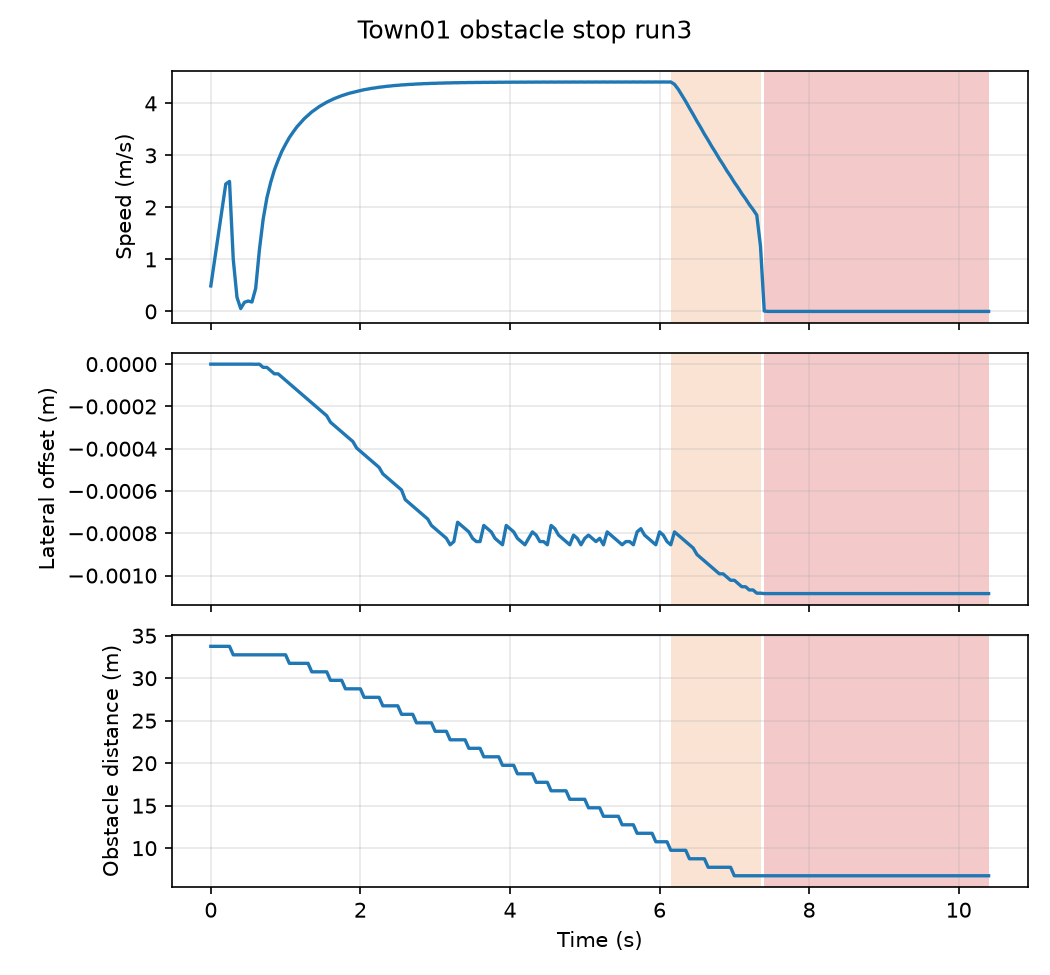 Town01 obstacle stop run3
Speed (m/s)
4
3
2
1
0
Lateral offset (m)
0.0000
−0.0002
−0.0004
−0.0006
−0.0008
−0.0010
Obstacle distance (m)
35
30
25
20
15
10
0 2 4 6 8 10
Time (s)